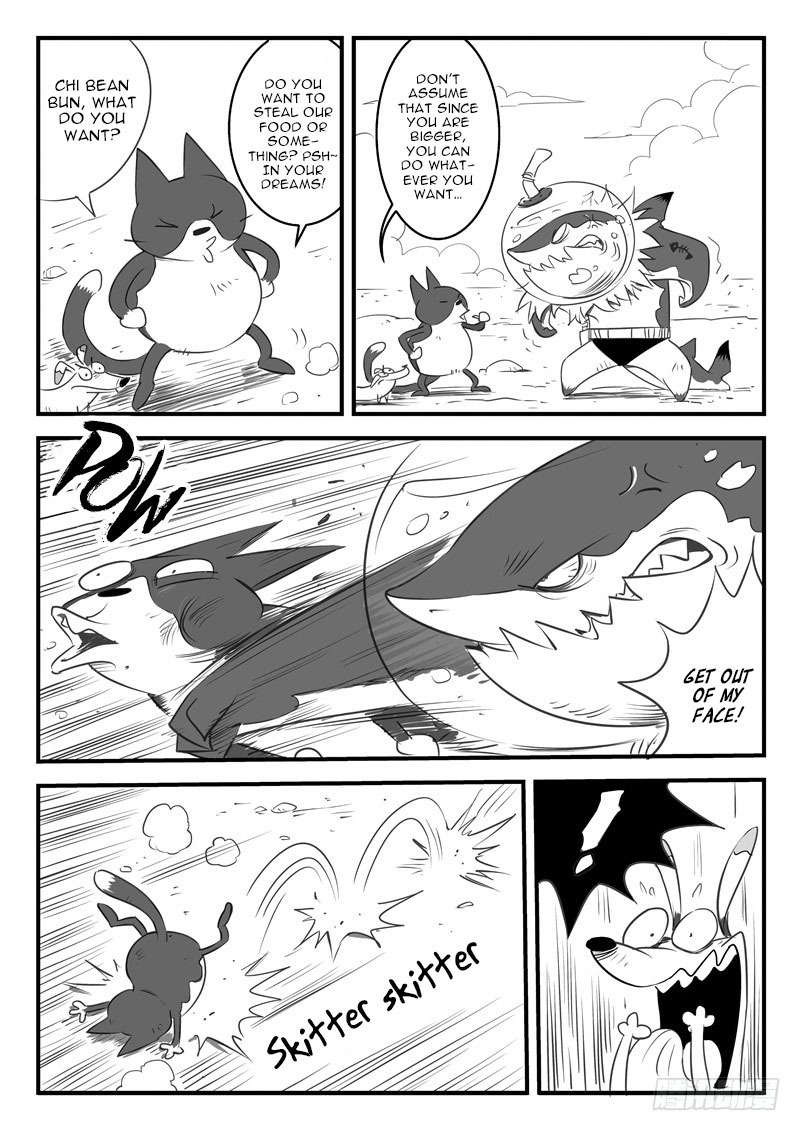 CHI BEAN
BUN, WHAT
DO YOU
WANT?
DO YOU
WANT TO
STEAL OUR
FOOD OR
SOME-
THING? PSH~
IN YOUR
DREAMS!
DON'T
ASSUME
THAT SINCE
YOU ARE
BIGGER,
YOU CAN
DO WHAT-
EVER YOU
WANT...
POW
GET OUT
OF MY
FACE!
Skitter skitter
!